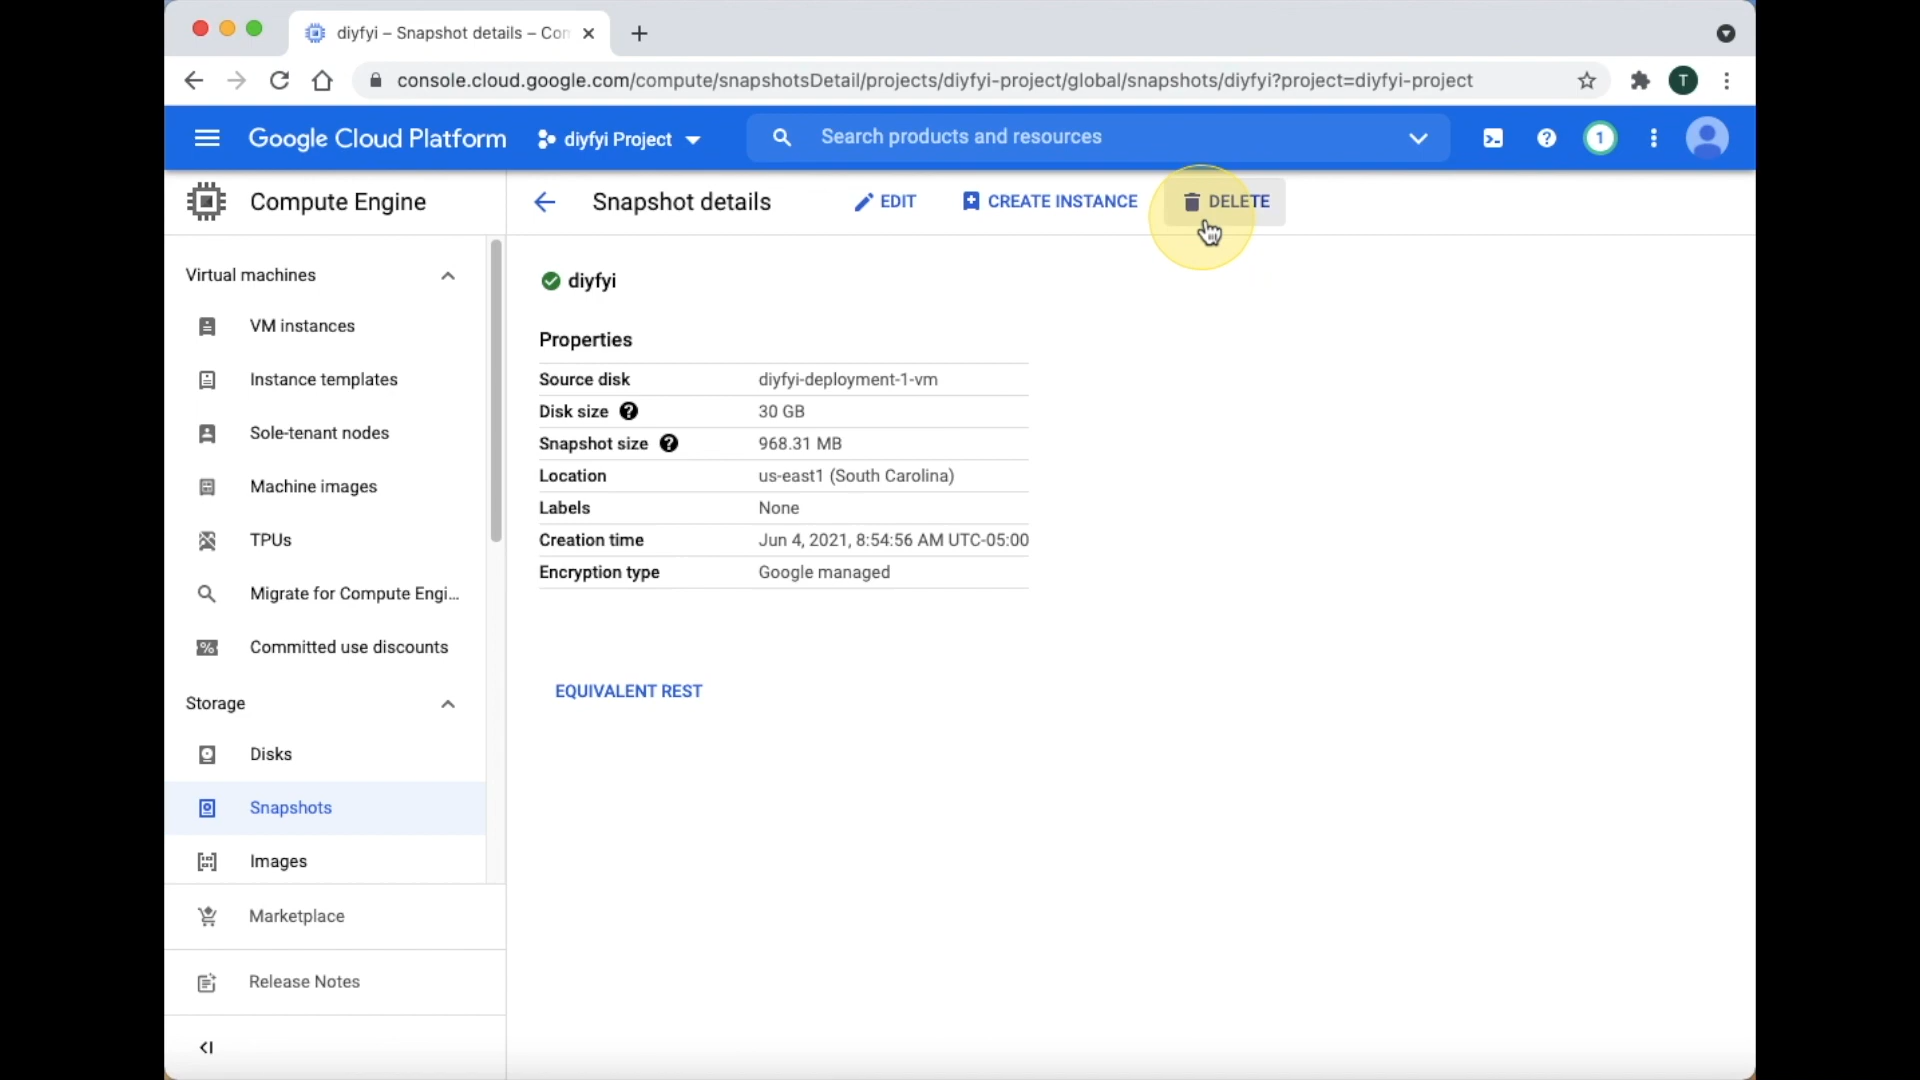 diyfyi – Snapshot details – Con
console.cloud.google.com/compute/snapshotsDetail/projects/diyfyi-project/global/snapshots/diyfyi?project=diyfyi-project
T
Google Cloud Platform
diyfyi Project
Search products and resources
1
Compute Engine
Snapshot details
EDIT
CREATE INSTANCE
DELETE
Virtual machines
VM instances
Instance templates
Sole-tenant nodes
Machine images
TPUs
Migrate for Compute Engi...
Committed use discounts
Storage
Disks
Snapshots
Images
Marketplace
Release Notes
diyfyi
Properties
Source disk diyfyi-deployment-1-vm
Disk size ? 30 GB
Snapshot size ? 968.31 MB
Location us-east1 (South Carolina)
Labels None
Creation time Jun 4, 2021, 8:54:56 AM UTC-05:00
Encryption type Google managed
EQUIVALENT REST